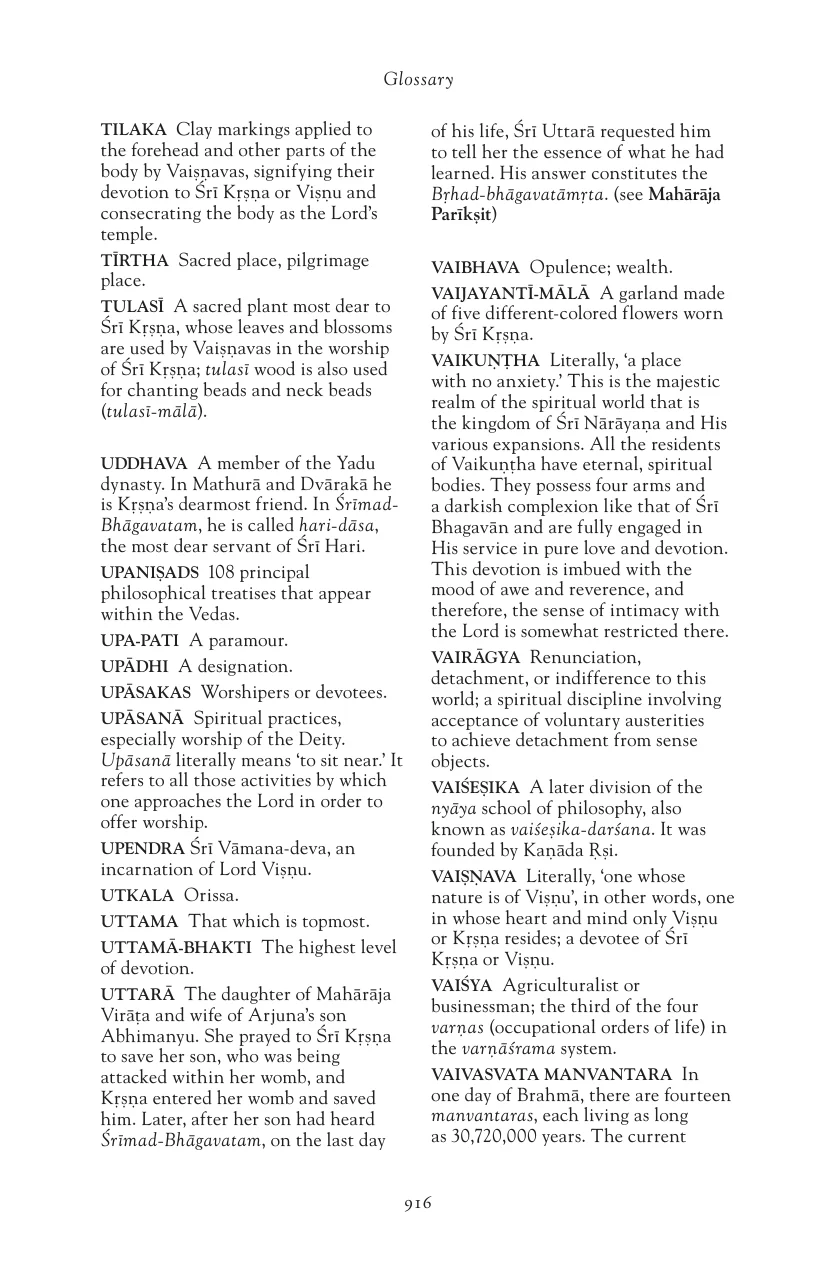 Glossary
TILAKA Clay markings applied to
the forehead and other parts of the
body by Vaiṣṇavas, signifying their
devotion to Śrī Kṛṣṇa or Viṣṇu and
consecrating the body as the Lord’s
temple.
TĪRTHA Sacred place, pilgrimage
place.
TULASĪ A sacred plant most dear to
Śrī Kṛṣṇa, whose leaves and blossoms
are used by Vaiṣṇavas in the worship
of Śrī Kṛṣṇa; tulasī wood is also used
for chanting beads and neck beads
(tulasī-mālā).
UDDHAVA A member of the Yadu
dynasty. In Mathurā and Dvārakā he
is Kṛṣṇa’s dearmost friend. In Śrīmad-
Bhāgavatam, he is called hari-dāsa,
the most dear servant of Śrī Hari.
UPANIṢADS 108 principal
philosophical treatises that appear
within the Vedas.
UPA-PATI A paramour.
UPĀDHI A designation.
UPĀSAKAS Worshipers or devotees.
UPĀSANĀ Spiritual practices,
especially worship of the Deity.
Upāsanā literally means ‘to sit near.’ It
refers to all those activities by which
one approaches the Lord in order to
offer worship.
UPENDRA Śrī Vāmana-deva, an
incarnation of Lord Viṣṇu.
UTKALA Orissa.
UTTAMA That which is topmost.
UTTAMĀ-BHAKTI The highest level
of devotion.
UTTARĀ The daughter of Mahārāja
Virāṭa and wife of Arjuna’s son
Abhimanyu. She prayed to Śrī Kṛṣṇa
to save her son, who was being
attacked within her womb, and
Kṛṣṇa entered her womb and saved
him. Later, after her son had heard
Śrīmad-Bhāgavatam, on the last day
of his life, Śrī Uttarā requested him
to tell her the essence of what he had
learned. His answer constitutes the
Bṛhad-bhāgavatāmṛta. (see Mahārāja
Parīkṣit)
VAIBHAVA Opulence; wealth.
VAIJAYANTĪ-MĀLĀ A garland made
of five different-colored flowers worn
by Śrī Kṛṣṇa.
VAIKUṆṬHA Literally, ‘a place
with no anxiety.’ This is the majestic
realm of the spiritual world that is
the kingdom of Śrī Nārāyaṇa and His
various expansions. All the residents
of Vaikuṇṭha have eternal, spiritual
bodies. They possess four arms and
a darkish complexion like that of Śrī
Bhagavān and are fully engaged in
His service in pure love and devotion.
This devotion is imbued with the
mood of awe and reverence, and
therefore, the sense of intimacy with
the Lord is somewhat restricted there.
VAIRĀGYA Renunciation,
detachment, or indifference to this
world; a spiritual discipline involving
acceptance of voluntary austerities
to achieve detachment from sense
objects.
VAIŚEṢIKA A later division of the
nyāya school of philosophy, also
known as vaiśeṣika-darśana. It was
founded by Kaṇāda Ṛṣi.
VAIṢṆAVA Literally, ‘one whose
nature is of Viṣṇu’, in other words, one
in whose heart and mind only Viṣṇu
or Kṛṣṇa resides; a devotee of Śrī
Kṛṣṇa or Viṣṇu.
VAIŚYA Agriculturalist or
businessman; the third of the four
varṇas (occupational orders of life) in
the varṇāśrama system.
VAIVASVATA MANVANTARA In
one day of Brahmā, there are fourteen
manvantaras, each living as long
as 30,720,000 years. The current
916